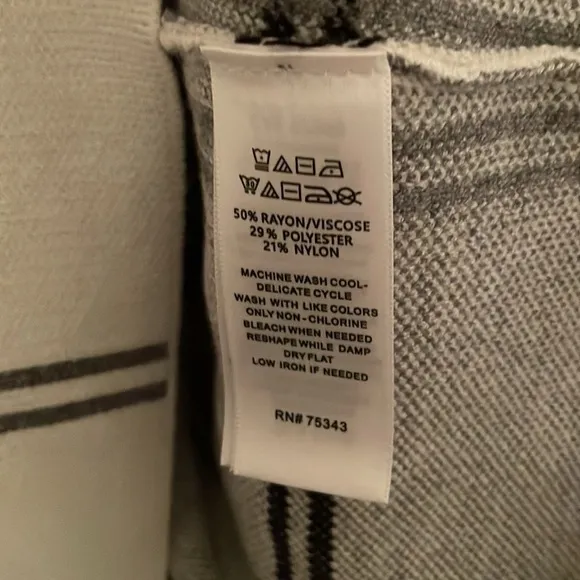 50% RAYON/VISCOSE
29% POLYESTER
21% NYLON
MACHINE WASH COOL-
DELICATE CYCLE
WASH WITH LIKE COLORS
ONLY NON-CHLORINE
BLEACH WHEN NEEDED
RESHAPE WHILE DAMP
DRY FLAT
LOW IRON IF NEEDED
RN# 75343